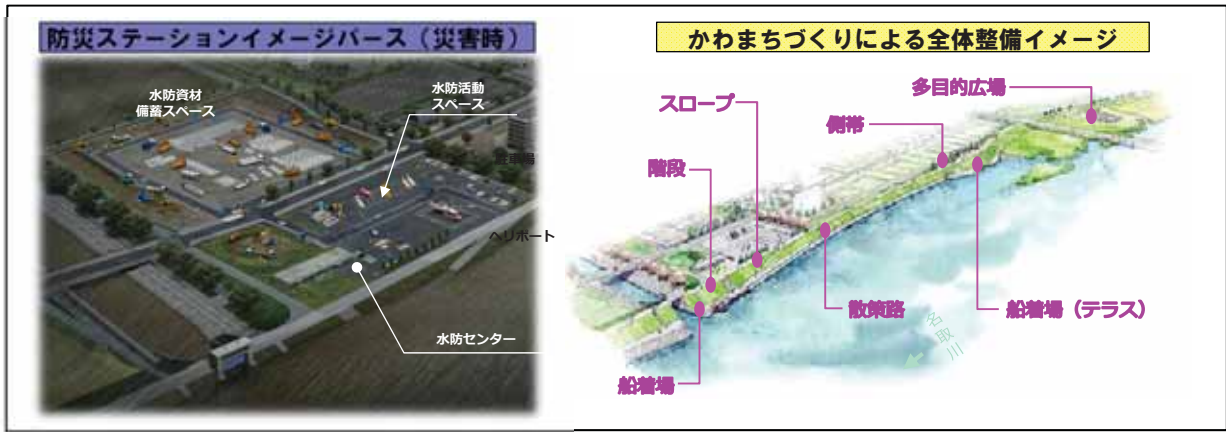 防災ステーションイメージパース（災害時）
水防資材
備蓄スペース
水防活動
スペース
駐車場
ヘリポート
水防センター
かわまちづくりによる全体整備イメージ
多目的広場
スロープ
側帯
階段
散策路
船着場（テラス）
名取川
船着場